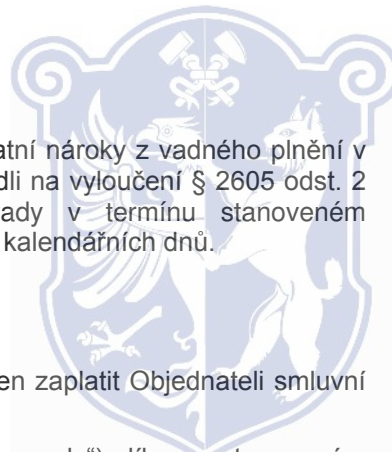 atní nároky z vadného plnění v
dli na vyloučení § 2605 odst. 2
ady v termínu stanoveném
kalendářních dnů.
en zaplatit Objednateli smluvní